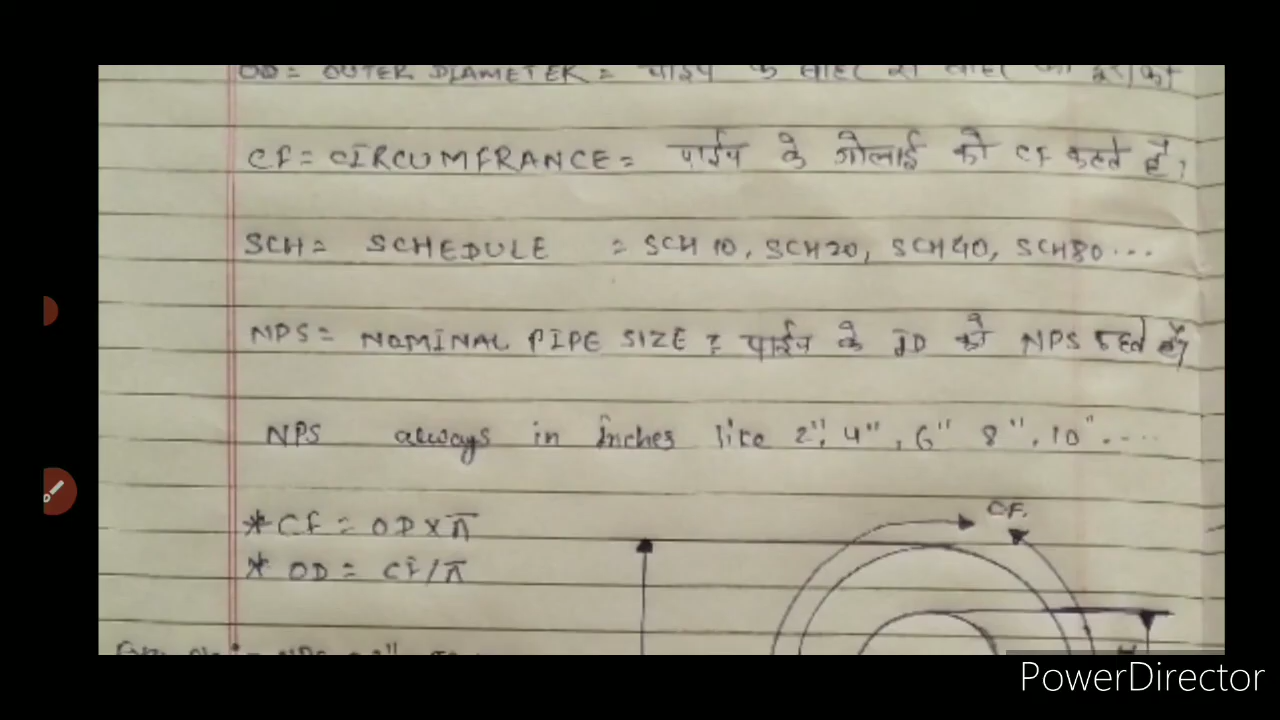 OD = OUTER DIAMETER = पाईप के बाहर से बाहर
CF = CIRCUMFRANCE = पाईप के गोलाई को CF कहते हैं,
SCH = SCHEDULE = SCH 10, SCH 20, SCH 40, SCH 80 ...
NPS = NOMINAL PIPE SIZE = पाईप के ID को NPS कहते हैं
NPS always in inches like 2", 4", 6" 8", 10" ....
* CF = OD x π
CF.
* OD = CF/π
PowerDirector